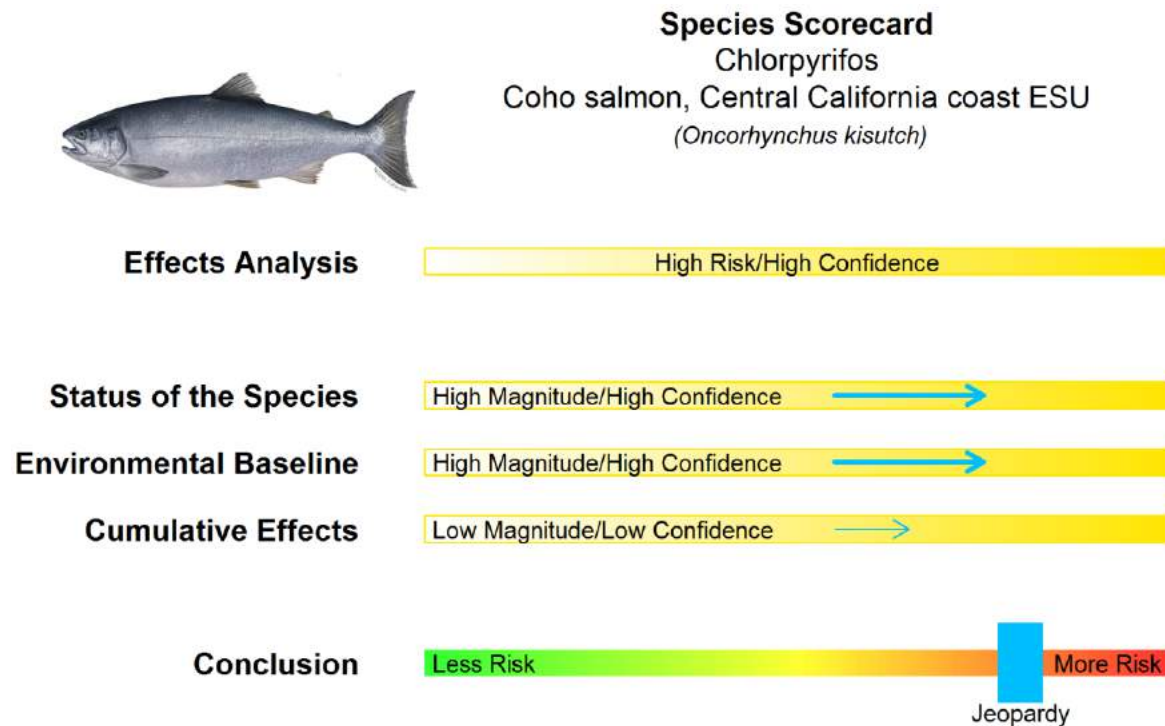 Species Scorecard
Chlorpyrifos
Coho salmon, Central California coast ESU
(Oncorhynchus kisutch)
Effects Analysis
High Risk/High Confidence
Status of the Species
High Magnitude/High Confidence
Environmental Baseline
High Magnitude/High Confidence
Cumulative Effects
Low Magnitude/Low Confidence
Conclusion
Less Risk
More Risk
Jeopardy